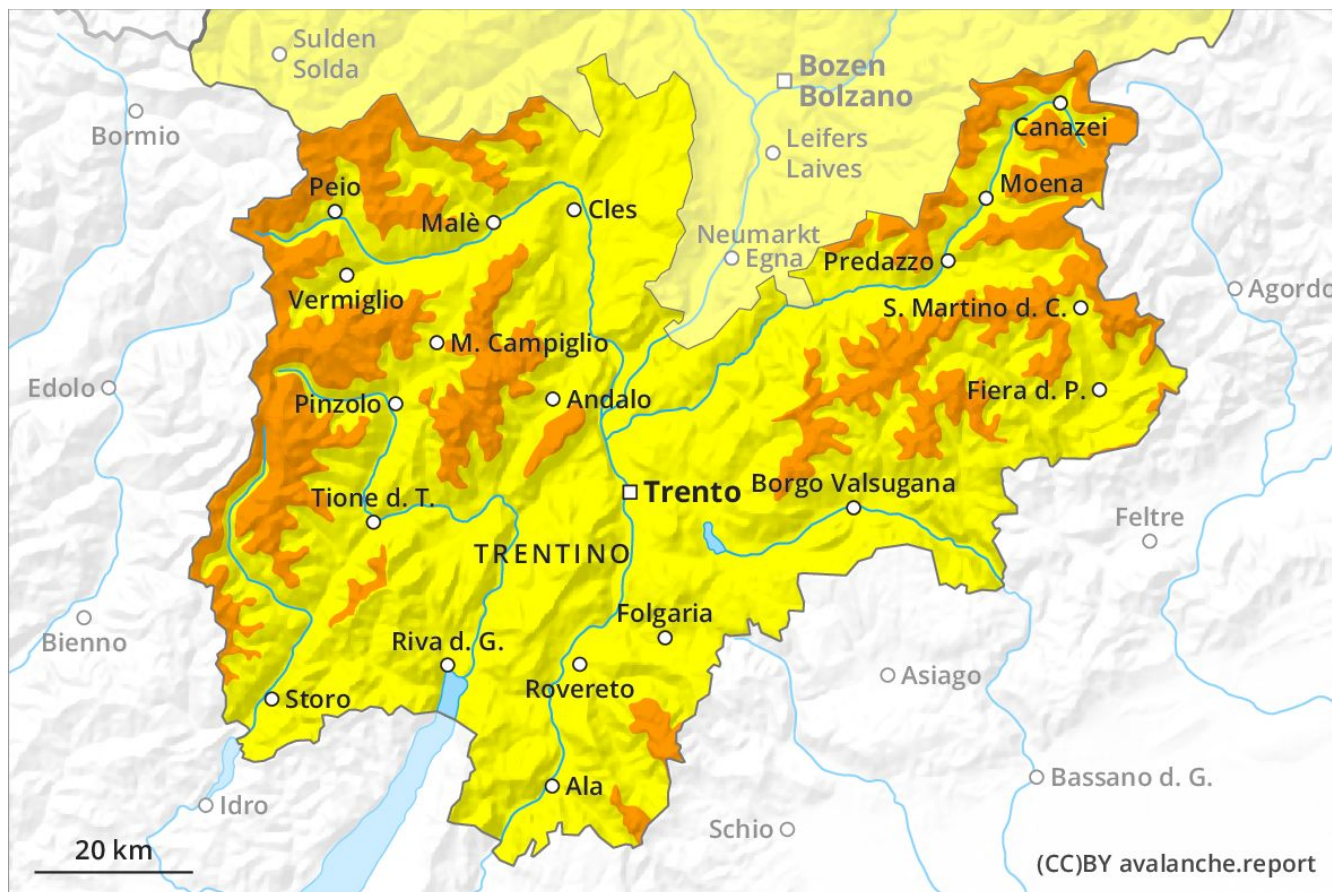 Sulden
Solda
Bozen
Bolzano
Bormio
Canazei
Leifers
Laives
Peio
Moena
Malè
Cles
Neumarkt
Egna
Predazzo
Vermiglio
Agordo
S. Martino d. C.
M. Campiglio
Edolo
Pinzolo
Andalo
Fiera d. P.
Trento
Borgo Valsugana
Tione d. T.
Feltre
TRENTINO
Folgaria
Bienno
Riva d. G.
Asiago
Rovereto
Storo
Bassano d. G.
Ala
Idro
Schio
20 km
(CC)BY avalanche.report